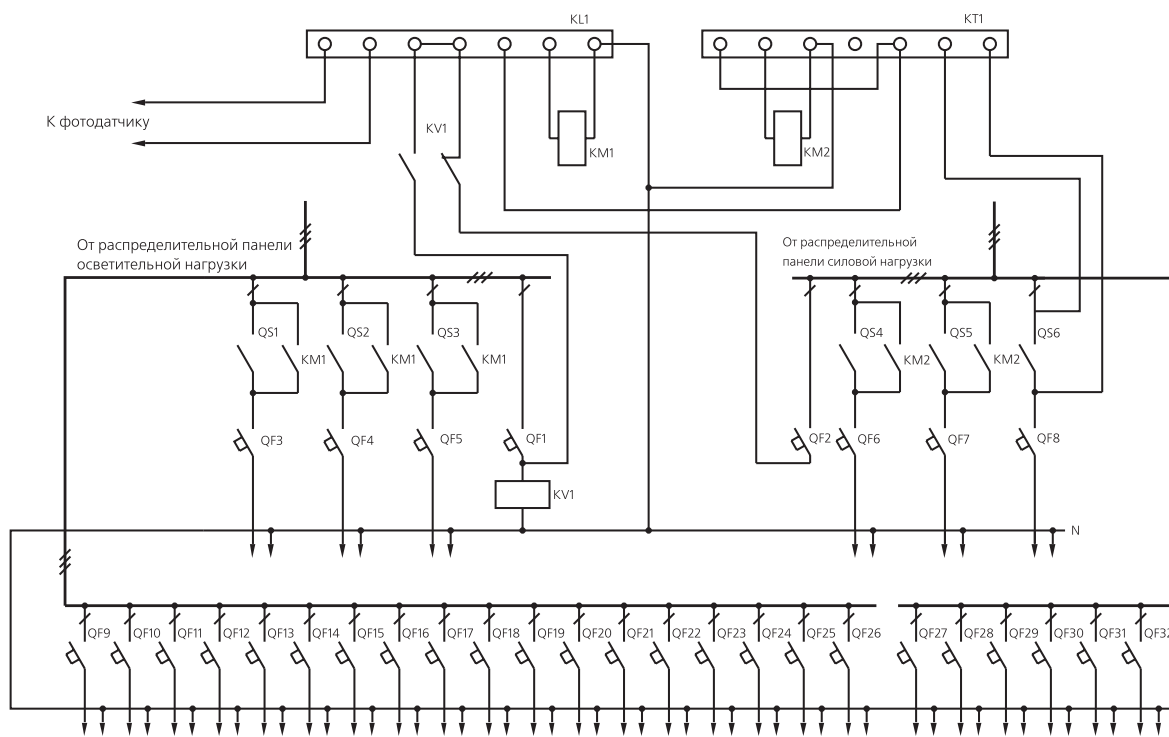 KL1
KT1
К фотодатчику
KV1
KM1
KM2
От распределительной панели
осветительной нагрузки
От распределительной
панели силовой нагрузки
QS1
KM1
QS2
KM1
QS3
KM1
QS4
KM2
QS5
KM2
QS6
QF3
QF4
QF5
QF1
QF2
QF6
QF7
QF8
KV1
N
QF9
QF10
QF11
QF12
QF13
QF14
QF15
QF16
QF17
QF18
QF19
QF20
QF21
QF22
QF23
QF24
QF25
QF26
QF27
QF28
QF29
QF30
QF31
QF32